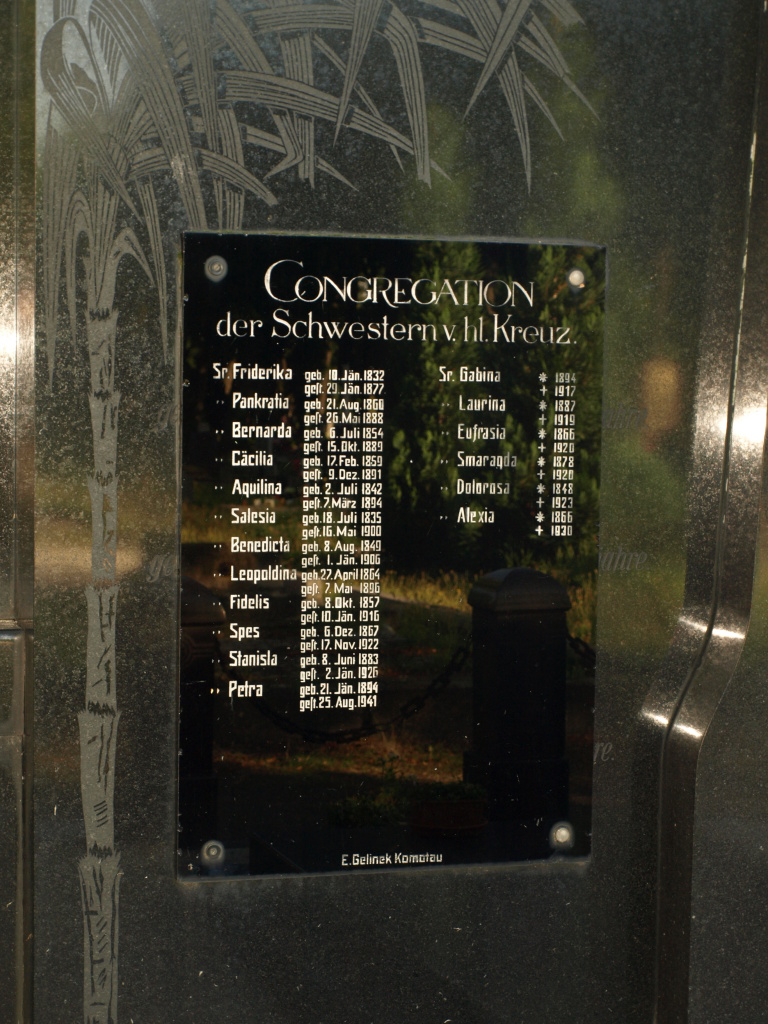 CONGREGATION
der Schwestern v. hl. Kreuz.
Sr. Friderika geb. 10. Jän. 1832
gest. 29. Jän. 1877
" Pankratia geb. 21. Aug. 1860
gest. 26. Mai 1888
" Bernarda geb. 6. Juli 1854
gest. 15. Okt. 1889
" Cäcilia geb. 17. Feb. 1859
gest. 9. Dez. 1891
" Aquilina geb. 2. Juli 1842
gest. 7. März 1894
" Salesia geb. 18. Juli 1835
gest. 16. Mai 1900
" Benedicta geb. 8. Aug. 1849
gest. 1. Jän. 1906
" Leopoldina geb. 27. April 1864
gest. 7. Mai 1896
" Fidelis geb. 8. Okt. 1857
gest. 10. Jän. 1916
" Spes geb. 6. Dez. 1867
gest. 17. Nov. 1922
" Stanisla geb. 8. Juni 1883
gest. 2. Jän. 1926
" Petra geb. 21. Jän. 1894
gest. 25. Aug. 1941
Sr. Gabina * 1894
+ 1917
" Laurina * 1887
+ 1919
" Eufrasia * 1866
+ 1920
" Smaragda * 1878
+ 1920
" Dolorosa * 1848
+ 1923
" Alexia * 1866
+ 1930
E. Gelinek Komotau